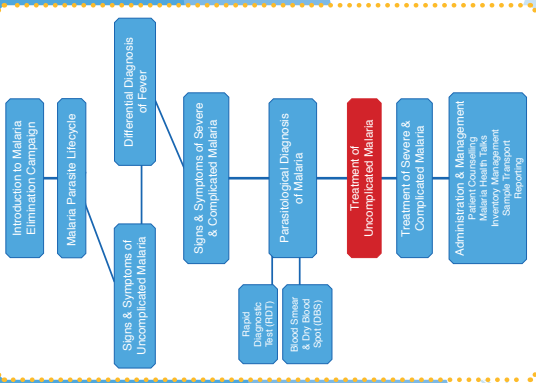 Introduction to Malaria
Elimination Campaign
Malaria Parasite Lifecycle
Differential Diagnosis
of Fever
Signs & Symptoms of
Uncomplicated Malaria
Signs & Symptoms of Severe
& Complicated Malaria
Parasitological Diagnosis
of Malaria
Rapid
Diagnostic
Test (RDT)
Blood Smear
& Dry Blood
Spot (DBS)
Treatment of
Uncomplicated Malaria
Treatment of Severe &
Complicated Malaria
Administration & Management
Patient Counselling
Malaria Health Talks
Inventory Management
Sample Transport
Reporting